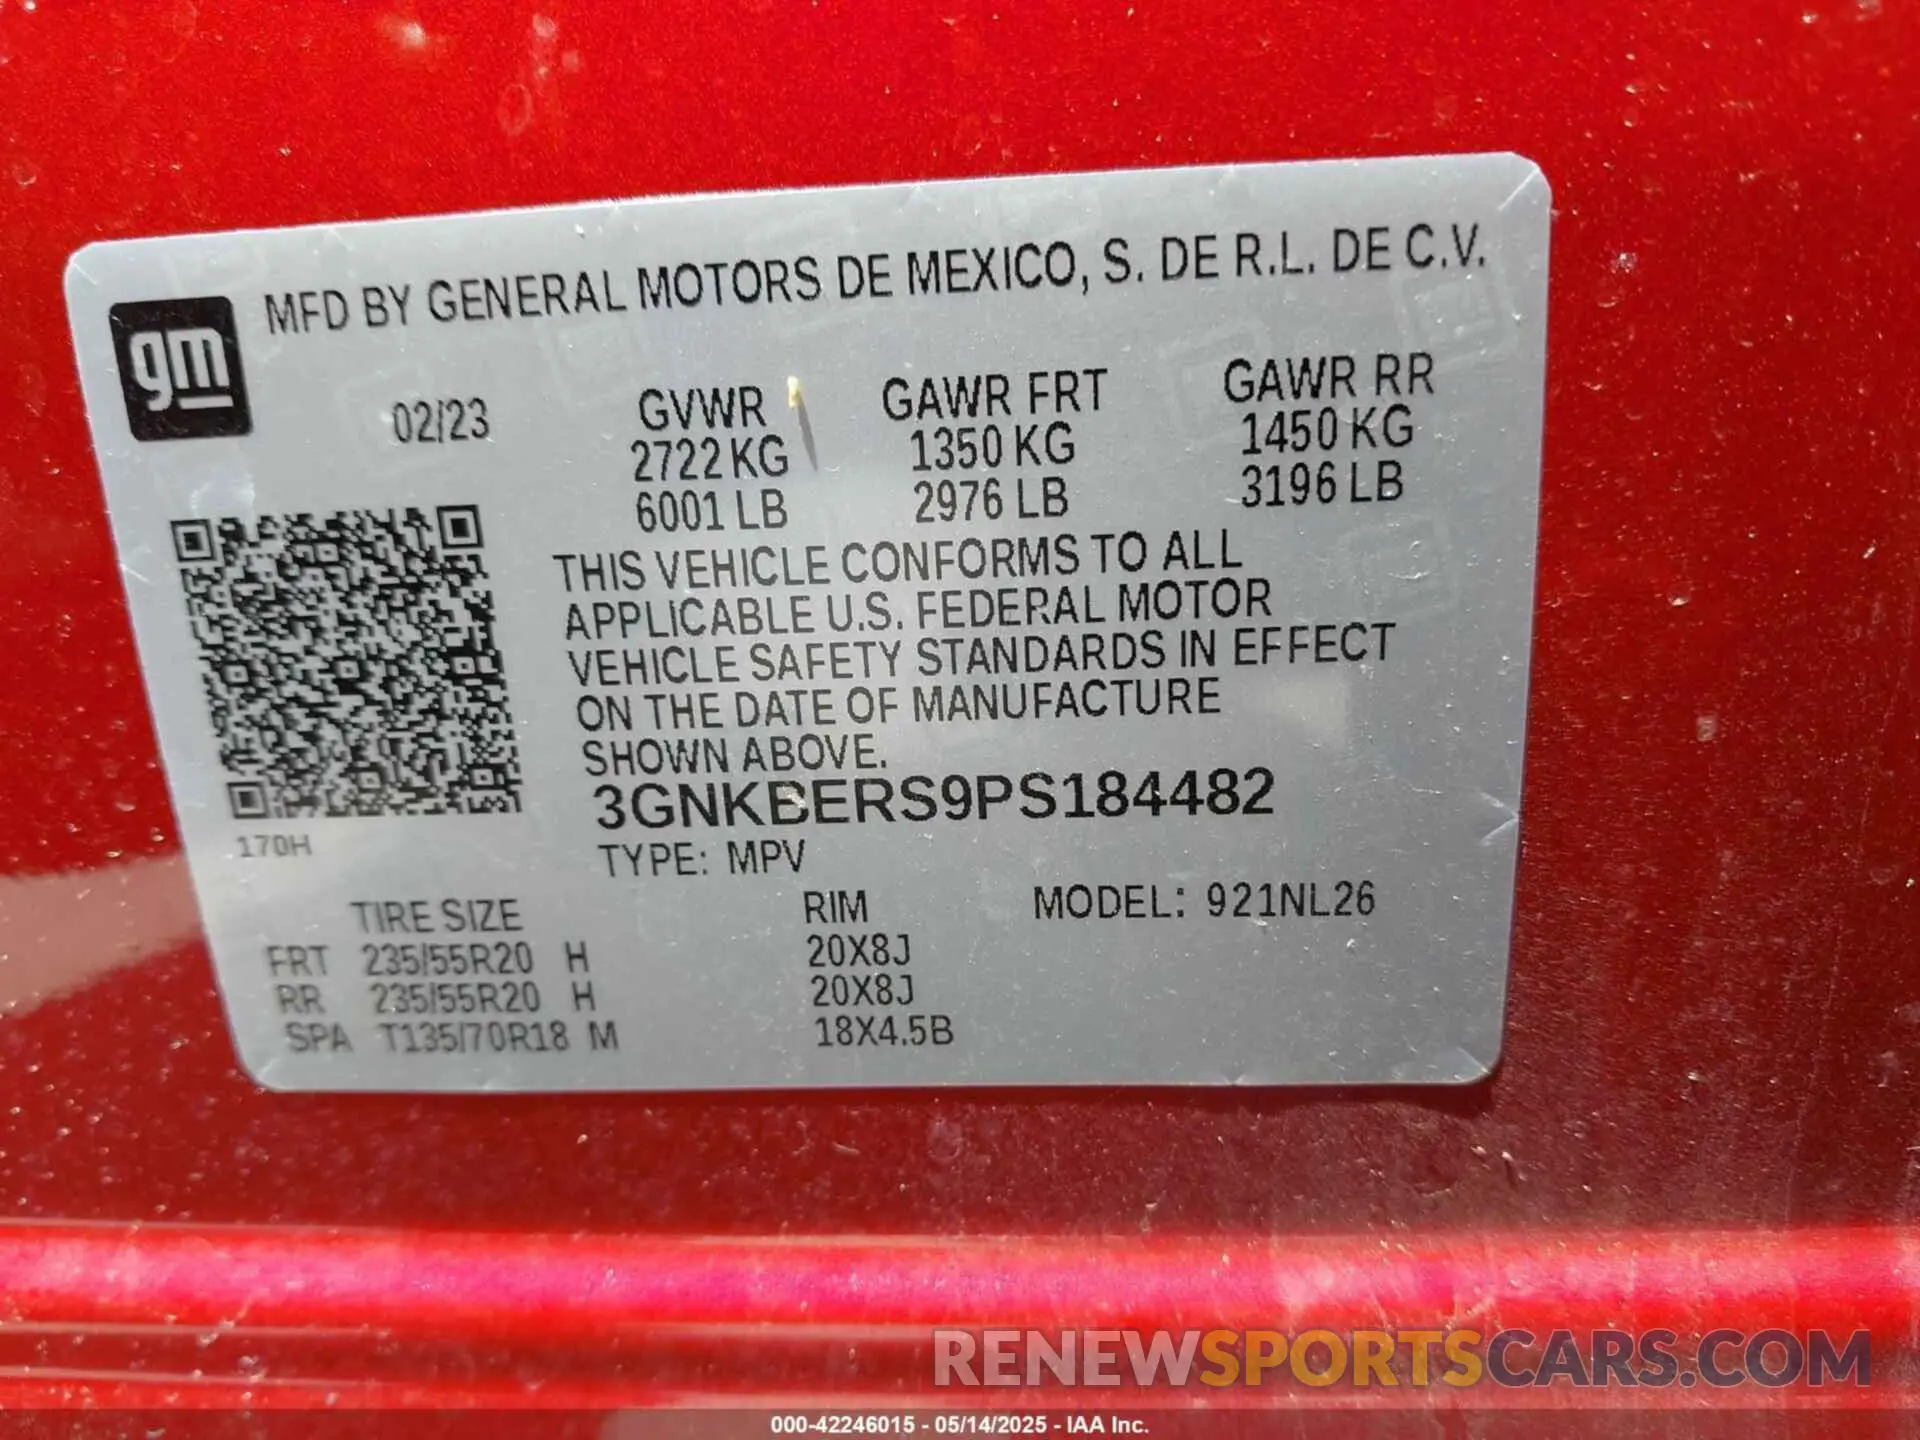 MFD BY GENERAL MOTORS DE MEXICO, S. DE R.L. DE C.V.
gm
02/23 GVWR GAWR FRT GAWR RR
2722 KG 1350 KG 1450 KG
6001 LB 2976 LB 3196 LB
THIS VEHICLE CONFORMS TO ALL
APPLICABLE U.S. FEDERAL MOTOR
VEHICLE SAFETY STANDARDS IN EFFECT
ON THE DATE OF MANUFACTURE
SHOWN ABOVE.
3GNKBERS9PS184482
170H
TYPE: MPV
TIRE SIZE RIM MODEL: 921NL26
FRT 235/55R20 H 20X8J
RR 235/55R20 H 20X8J
SPA T135/70R18 M 18X4.5B
RENEWSPORTSCARS.COM
000-42246015 - 05/14/2025 - IAA Inc.